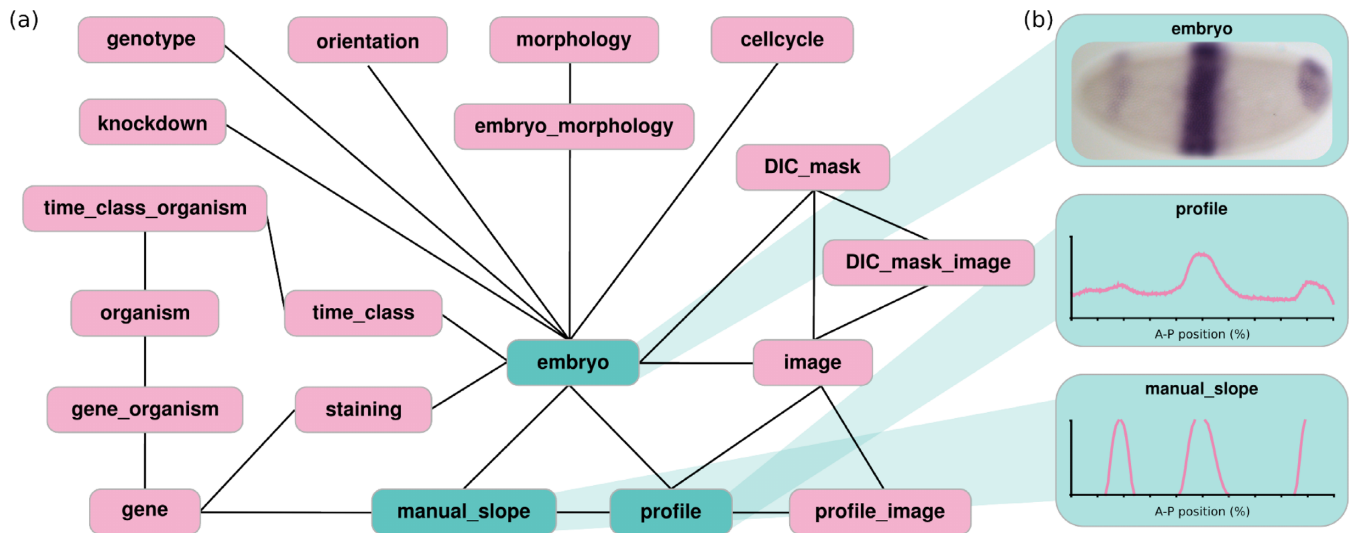 (a)
genotype
orientation
morphology
cellcycle
knockdown
embryo_morphology
DIC_mask
time_class_organism
DIC_mask_image
organism
time_class
embryo
image
gene_organism
staining
gene
manual_slope
profile
profile_image
(b)
embryo
profile
A-P position (%)
manual_slope
A-P position (%)